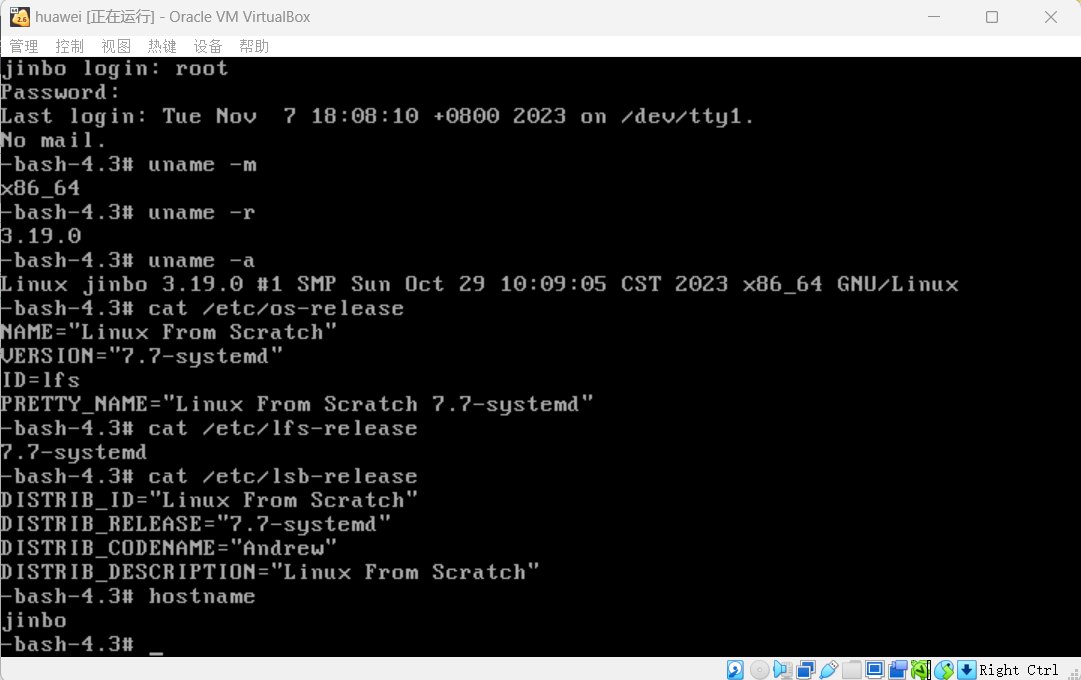 huawei [正在运行] - Oracle VM VirtualBox
管理 控制 视图 热键 设备 帮助
jinbo login: root
Password:
Last login: Tue Nov  7 18:08:10 +0800 2023 on /dev/tty1.
No mail.
-bash-4.3# uname -m
x86_64
-bash-4.3# uname -r
3.19.0
-bash-4.3# uname -a
Linux jinbo 3.19.0 #1 SMP Sun Oct 29 10:09:05 CST 2023 x86_64 GNU/Linux
-bash-4.3# cat /etc/os-release
NAME="Linux From Scratch"
VERSION="7.7-systemd"
ID=lfs
PRETTY_NAME="Linux From Scratch 7.7-systemd"
-bash-4.3# cat /etc/lfs-release
7.7-systemd
-bash-4.3# cat /etc/lsb-release
DISTRIB_ID="Linux From Scratch"
DISTRIB_RELEASE="7.7-systemd"
DISTRIB_CODENAME="Andrew"
DISTRIB_DESCRIPTION="Linux From Scratch"
-bash-4.3# hostname
jinbo
-bash-4.3# _
Right Ctrl